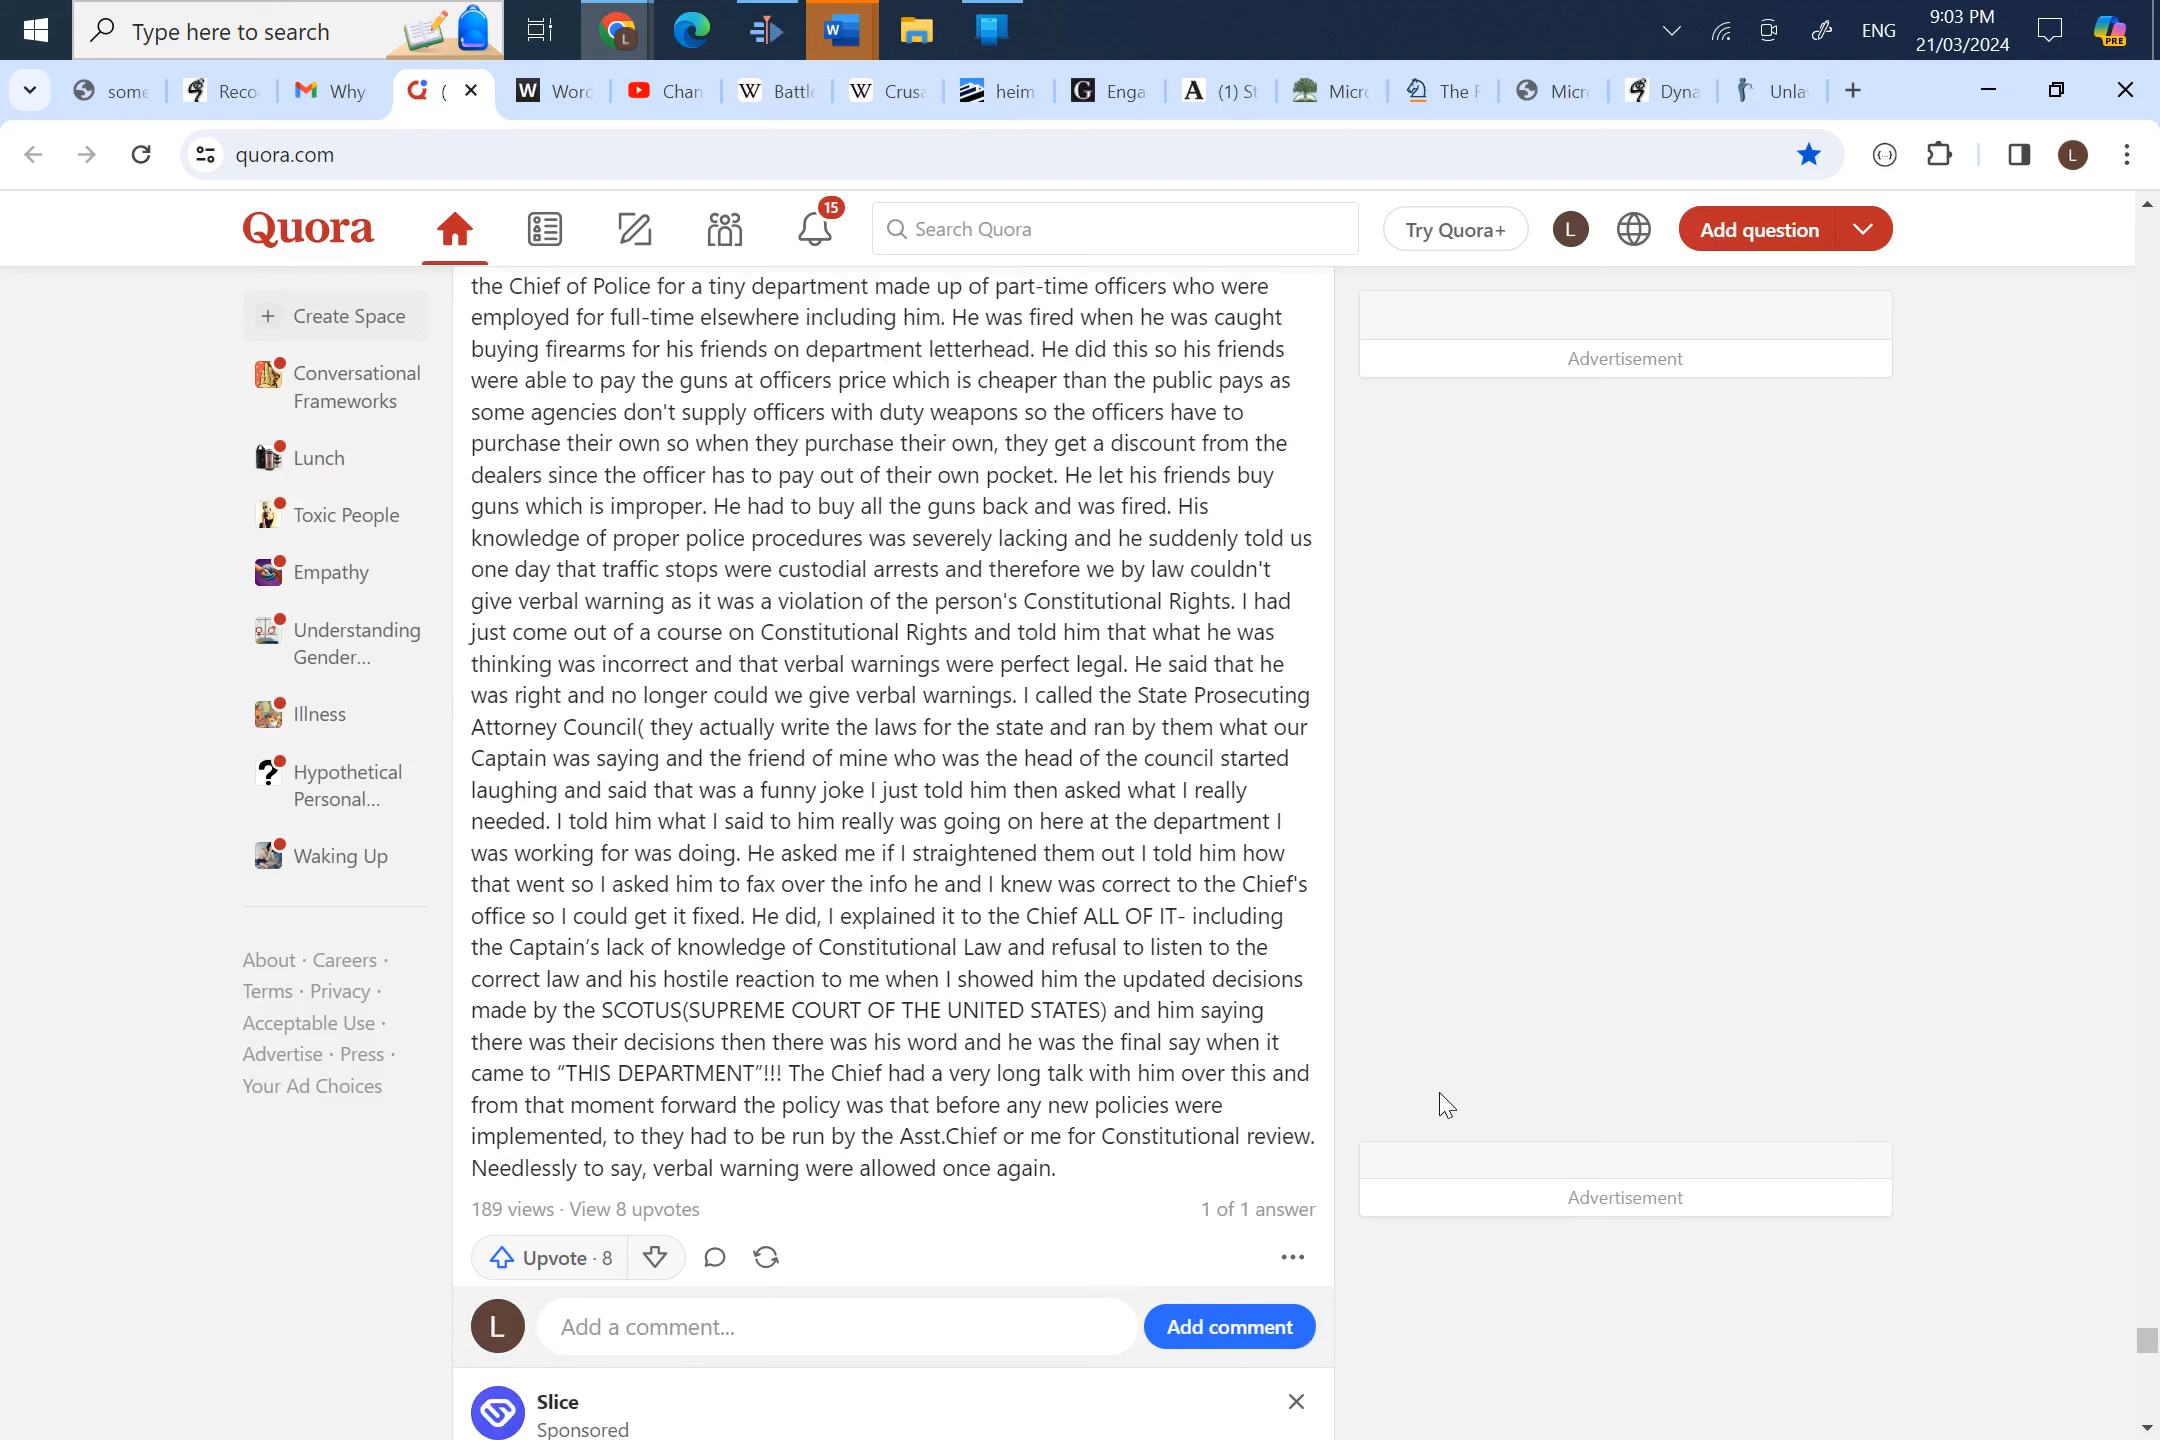 Type here to search
ENG
9:03 PM
21/03/2024
PRE
some
Reco
Why
(
Word
Chan
Battle
Crusa
heim
Enga
(1) St
Micro
The F
Micro
Dyna
Unla
quora.com
L
Quora
15
Search Quora
Try Quora+
L
Add question
Create Space
Conversational
Frameworks
Lunch
Toxic People
Empathy
Understanding
Gender...
Illness
Hypothetical
Personal...
Waking Up
About · Careers ·
Terms · Privacy ·
Acceptable Use ·
Advertise · Press ·
Your Ad Choices
the Chief of Police for a tiny department made up of part-time officers who were
employed for full-time elsewhere including him. He was fired when he was caught
buying firearms for his friends on department letterhead. He did this so his friends
were able to pay the guns at officers price which is cheaper than the public pays as
some agencies don't supply officers with duty weapons so the officers have to
purchase their own so when they purchase their own, they get a discount from the
dealers since the officer has to pay out of their own pocket. He let his friends buy
guns which is improper. He had to buy all the guns back and was fired. His
knowledge of proper police procedures was severely lacking and he suddenly told us
one day that traffic stops were custodial arrests and therefore we by law couldn't
give verbal warning as it was a violation of the person's Constitutional Rights. I had
just come out of a course on Constitutional Rights and told him that what he was
thinking was incorrect and that verbal warnings were perfect legal. He said that he
was right and no longer could we give verbal warnings. I called the State Prosecuting
Attorney Council( they actually write the laws for the state and ran by them what our
Captain was saying and the friend of mine who was the head of the council started
laughing and said that was a funny joke I just told him then asked what I really
needed. I told him what I said to him really was going on here at the department I
was working for was doing. He asked me if I straightened them out I told him how
that went so I asked him to fax over the info he and I knew was correct to the Chief's
office so I could get it fixed. He did, I explained it to the Chief ALL OF IT- including
the Captain’s lack of knowledge of Constitutional Law and refusal to listen to the
correct law and his hostile reaction to me when I showed him the updated decisions
made by the SCOTUS(SUPREME COURT OF THE UNITED STATES) and him saying
there was their decisions then there was his word and he was the final say when it
came to “THIS DEPARTMENT”!!! The Chief had a very long talk with him over this and
from that moment forward the policy was that before any new policies were
implemented, to they had to be run by the Asst.Chief or me for Constitutional review.
Needlessly to say, verbal warning were allowed once again.
189 views · View 8 upvotes
1 of 1 answer
Upvote · 8
L
Add a comment...
Add comment
Slice
Sponsored
Advertisement
Advertisement